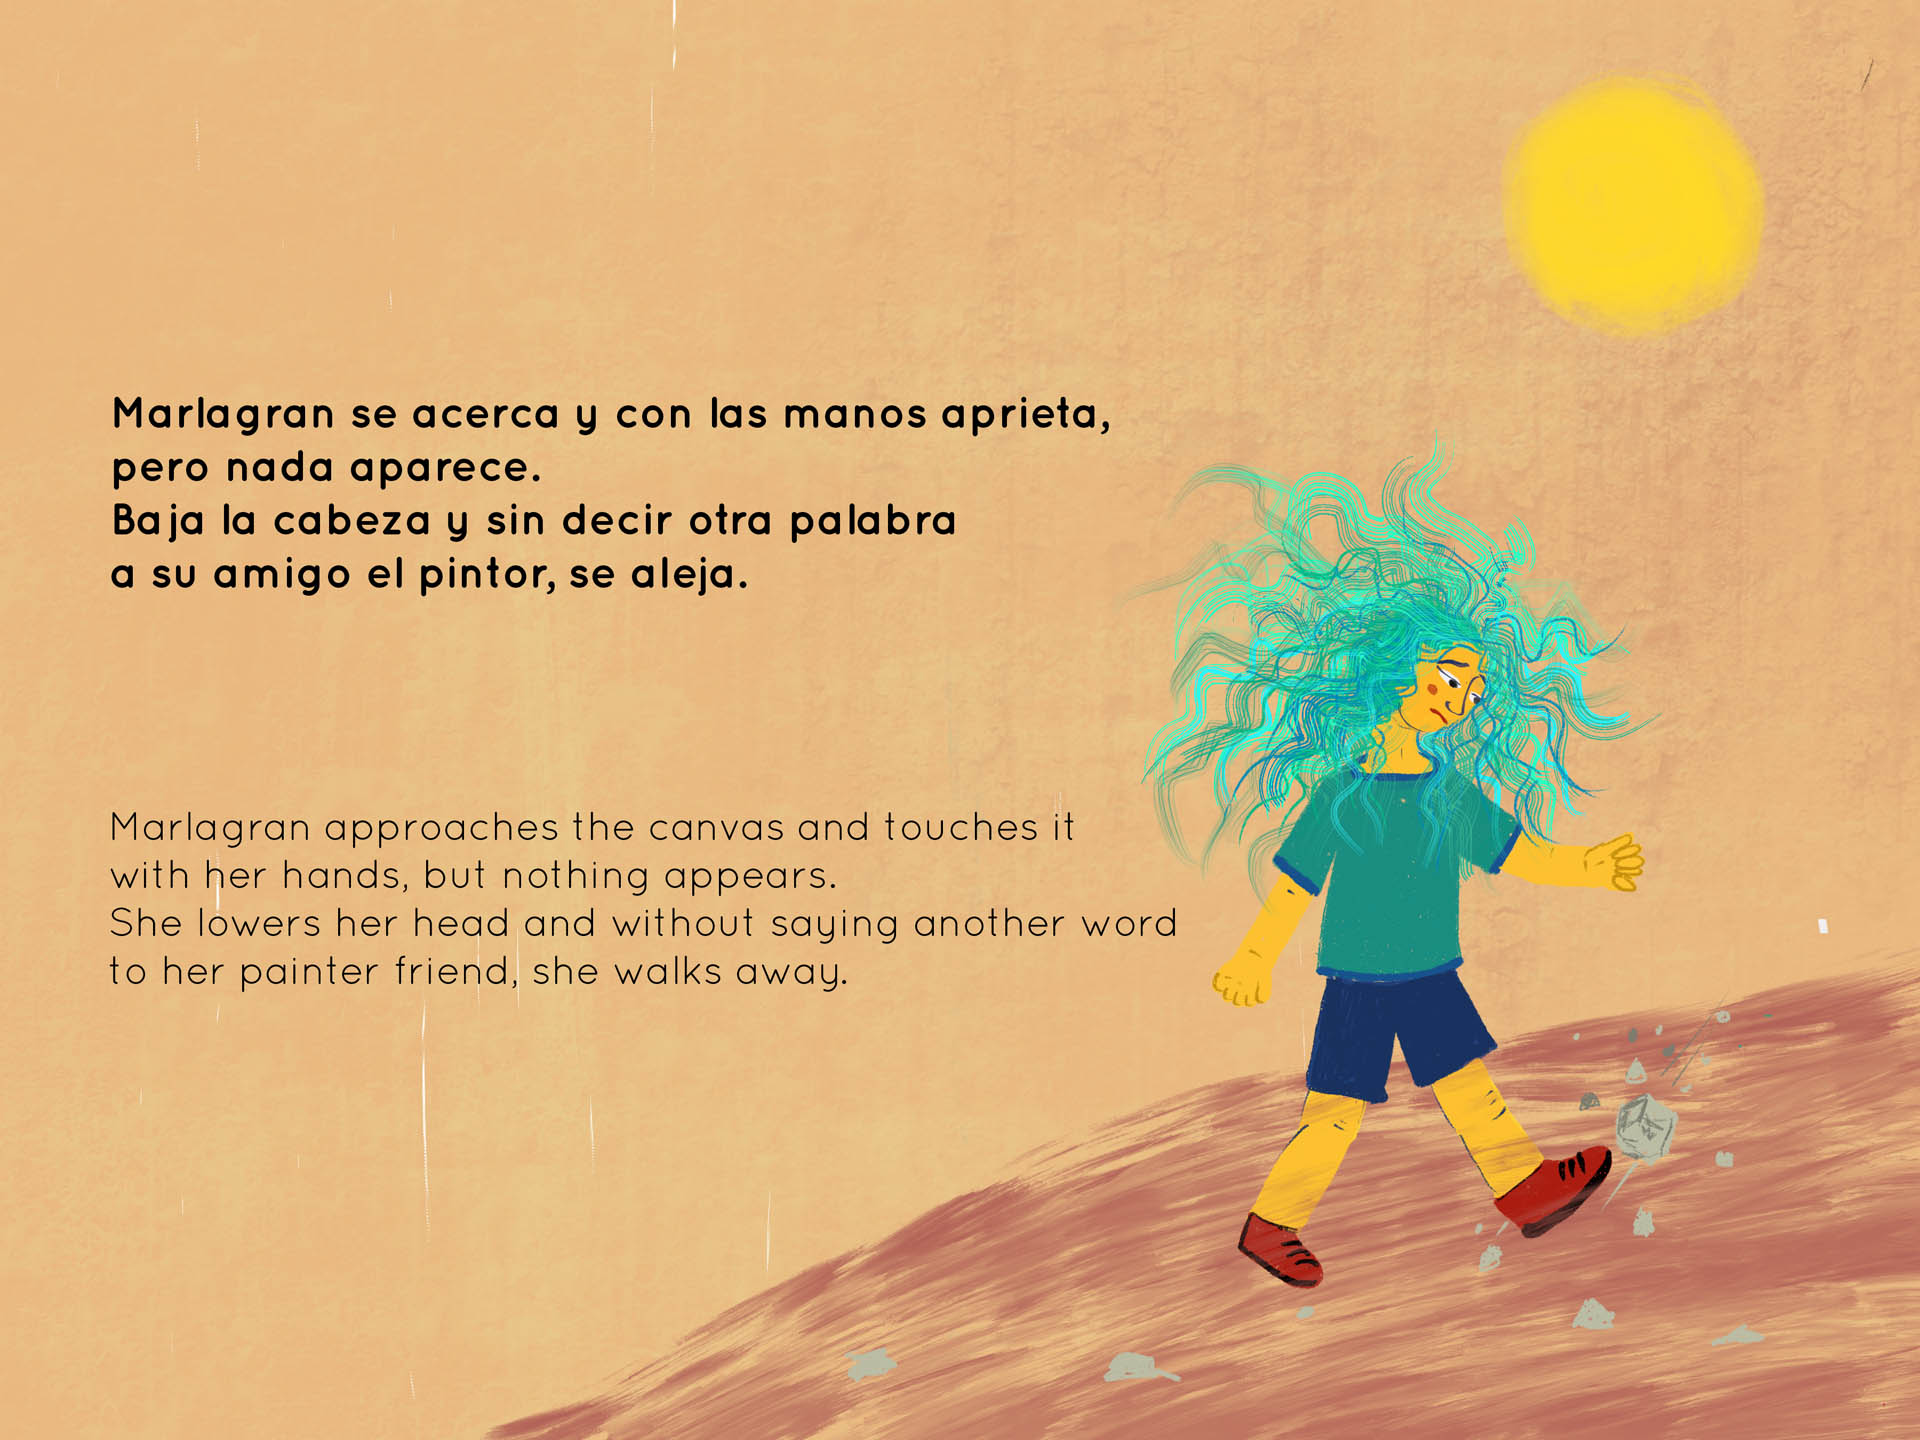 Marlagran se acerca y con las manos aprieta,
pero nada aparece.
Baja la cabeza y sin decir otra palabra
a su amigo el pintor, se aleja.
Marlagran approaches the canvas and touches it
with her hands, but nothing appears.
She lowers her head and without saying another word
to her painter friend, she walks away.